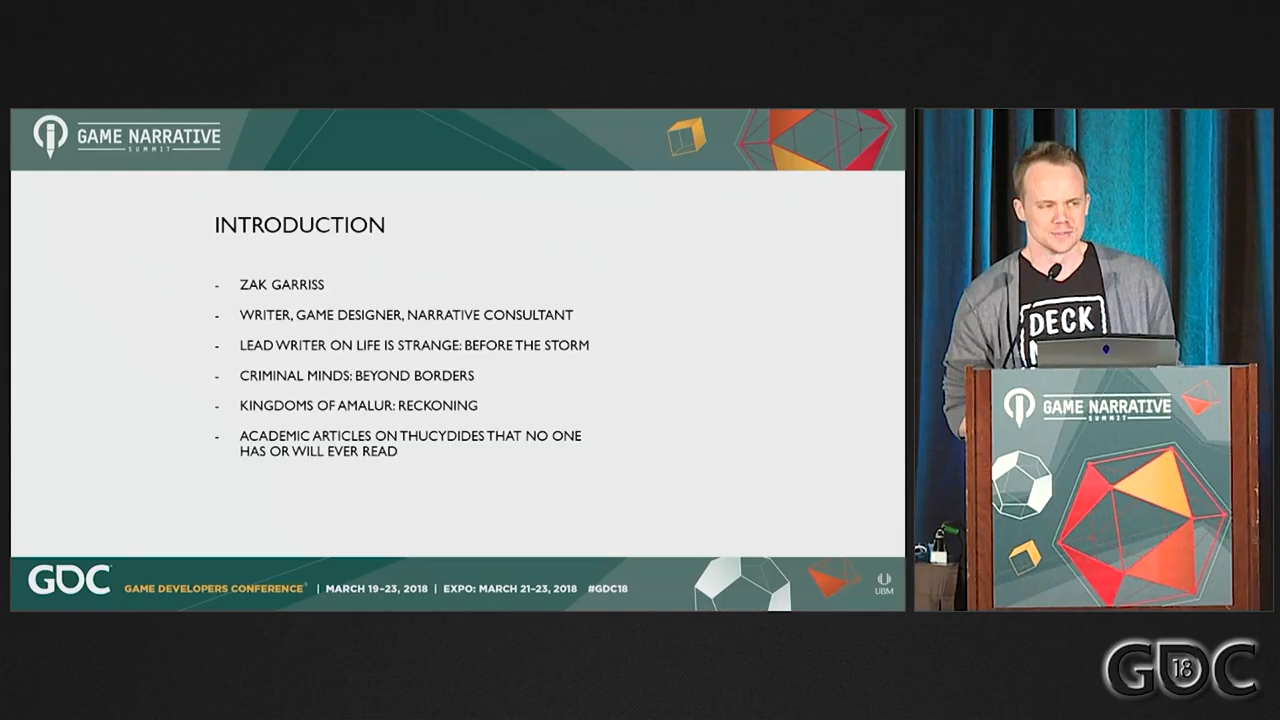 GAME NARRATIVE
SUMMIT
INTRODUCTION
- ZAK GARRISS
- WRITER, GAME DESIGNER, NARRATIVE CONSULTANT
- LEAD WRITER ON LIFE IS STRANGE: BEFORE THE STORM
- CRIMINAL MINDS: BEYOND BORDERS
- KINGDOMS OF AMALUR: RECKONING
- ACADEMIC ARTICLES ON THUCYDIDES THAT NO ONE
HAS OR WILL EVER READ
GDC
GAME DEVELOPERS CONFERENCE® | MARCH 19–23, 2018 | EXPO: MARCH 21–23, 2018 #GDC18
UBM
DECK
GAME NARRATIVE
SUMMIT
GDC
18